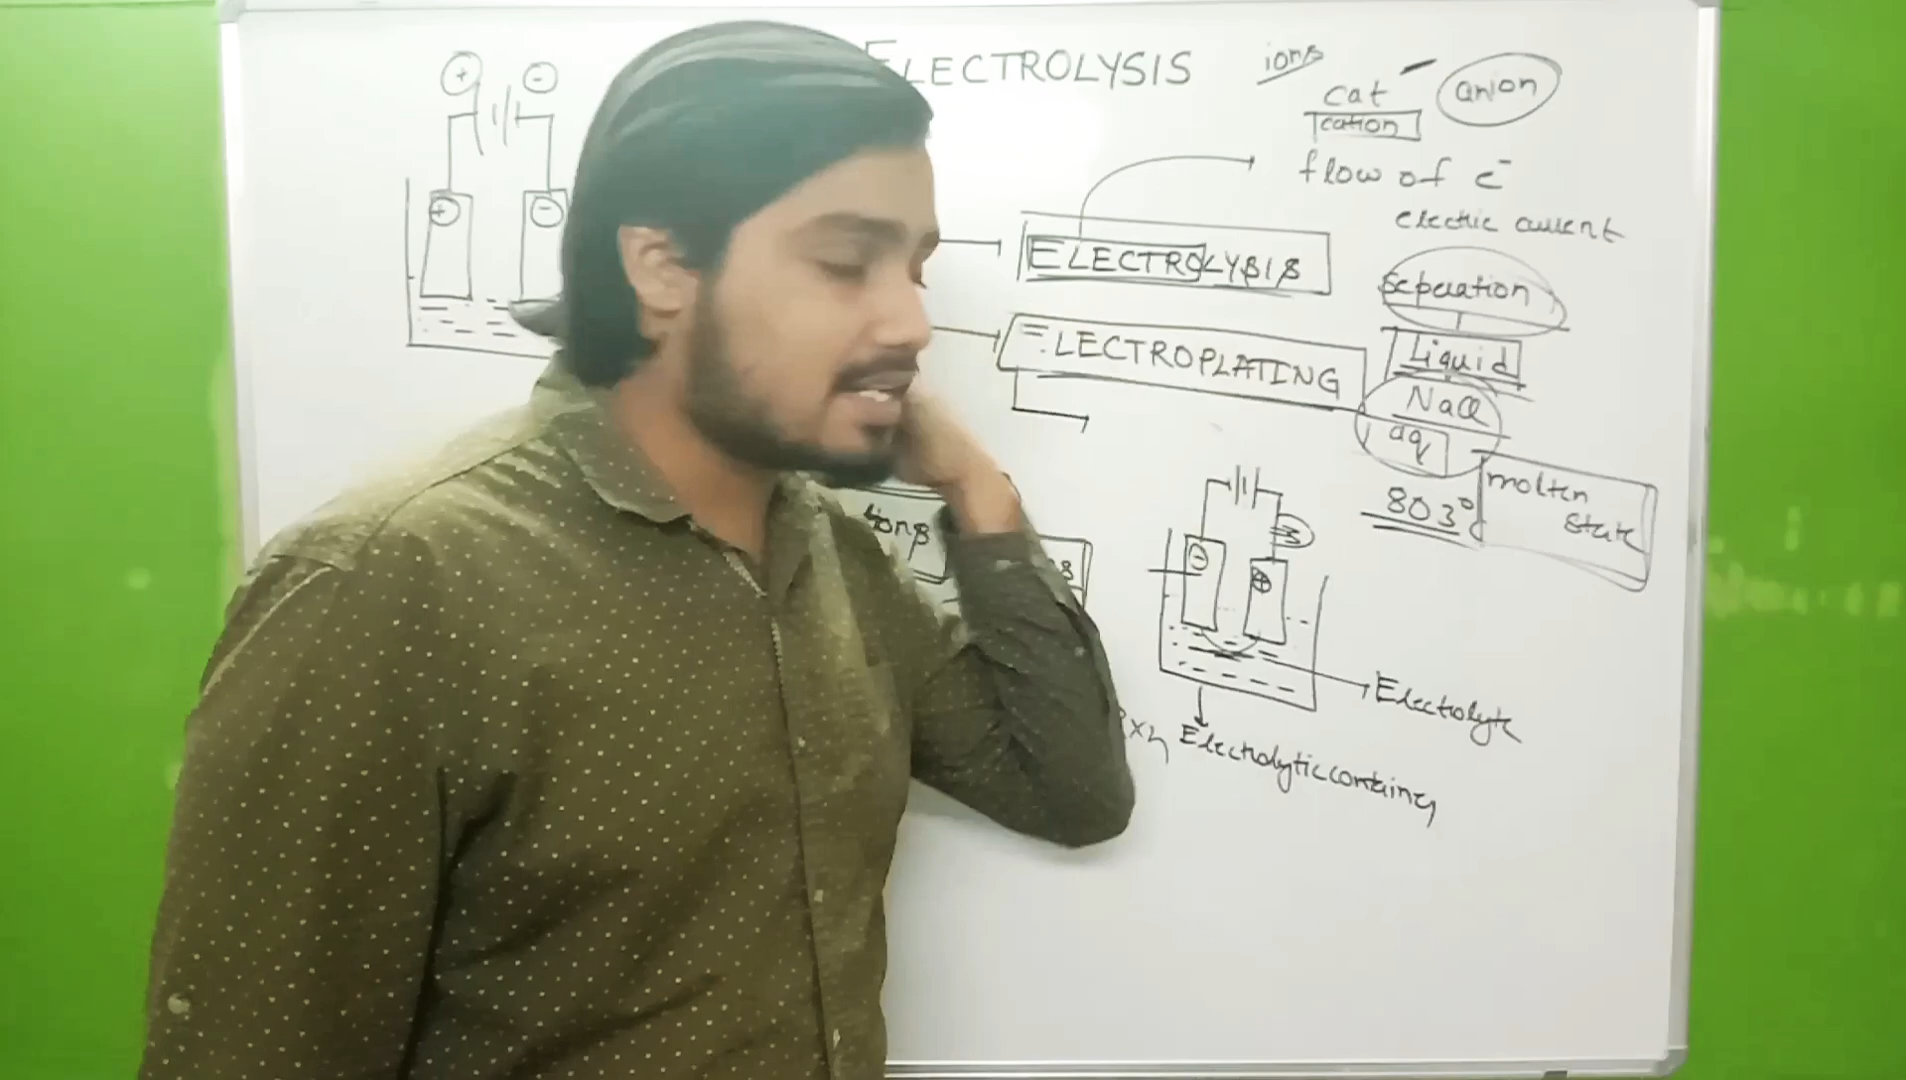 ELECTROLYSIS
ions
cat
anion
cation
flow of e-
electric current
ELECTROLYSIS
Seperation
Liquid
ELECTROPLATING
NaCl
aq
molten
State
803°C
ions
+
-
+
-
-
+
Electrolyte
Electrolytic container